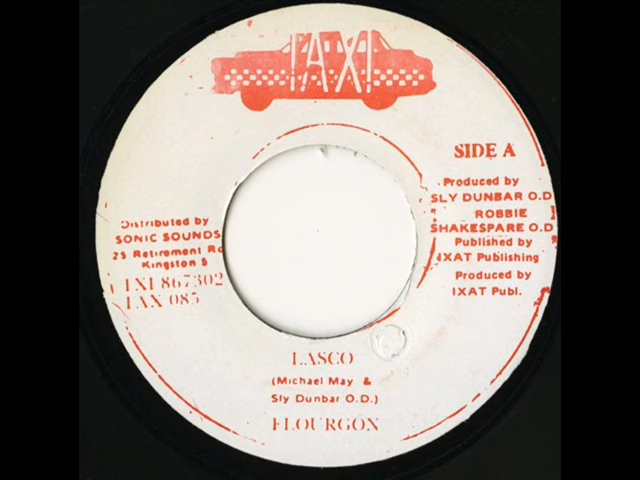 TAXI
SIDE A
Produced by
SLY DUNBAR O.D
ROBBIE
SHAKESPARE O.D
Published by
IXAT Publishing
Produced by
IXAT Publ.
Distributed by
SONIC SOUNDS
25 Retirement Rd
Kingston 5
TXT 867302
TAX 085
LASCO
(Michael May &
Sly Dunbar O.D.)
FLOURGON